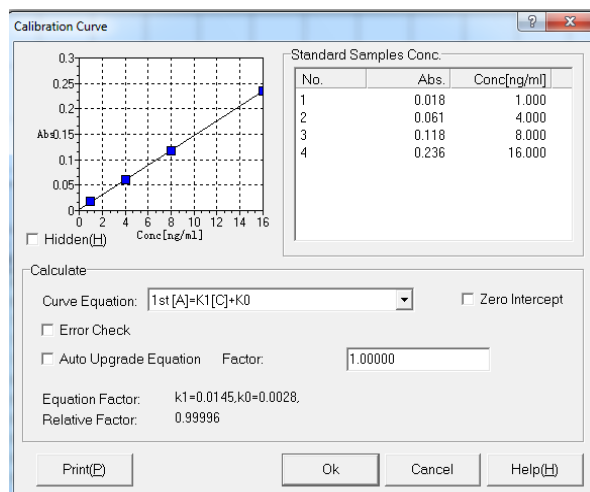 Calibration Curve
0.3
0.25
0.2
Abs0.15
0.1
0.05
0
0 2 4 6 8 10 12 14 16
Conc[ng/ml]
Hidden(H)
Standard Samples Conc.
No. Abs. Conc[ng/ml]
1 0.018 1.000
2 0.061 4.000
3 0.118 8.000
4 0.236 16.000
Calculate
Curve Equation: 1st [A]=K1[C]+K0 Zero Intercept
Error Check
Auto Upgrade Equation Factor: 1.00000
Equation Factor: k1=0.0145,k0=0.0028,
Relative Factor: 0.99996
Print(P) Ok Cancel Help(H)